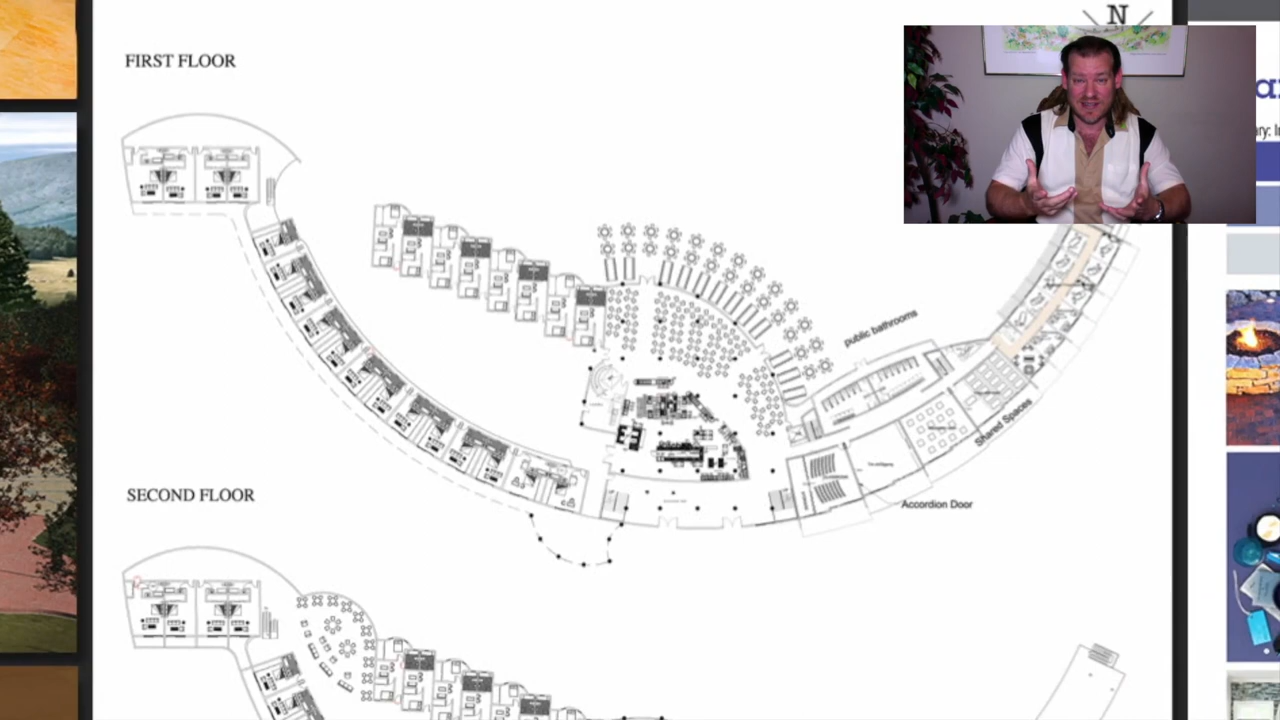 N
FIRST FLOOR
public bathrooms
Shared Spaces
Accordion Door
SECOND FLOOR